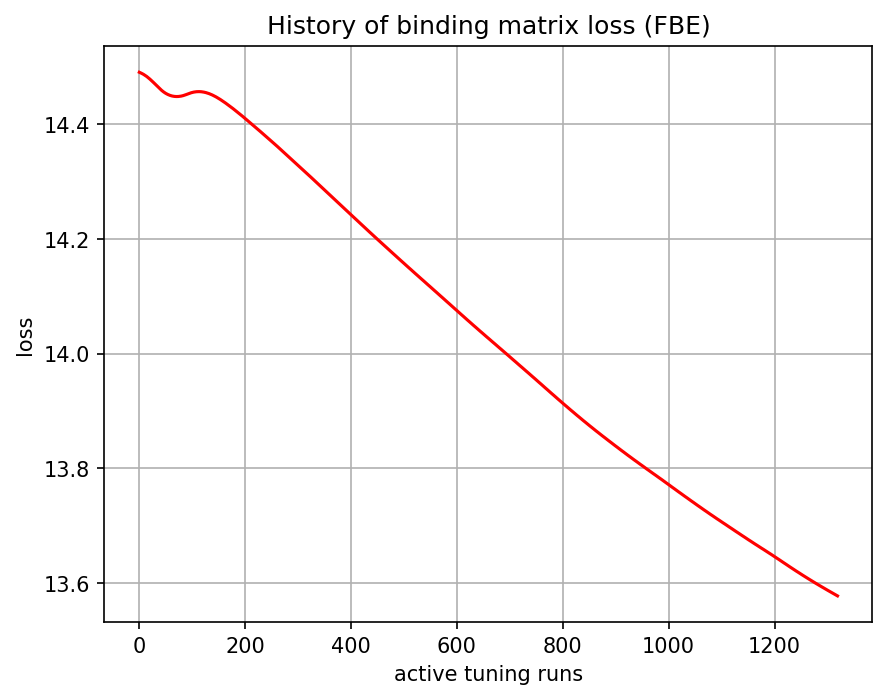 History of binding matrix loss (FBE)
loss
14.4
14.2
14.0
13.8
13.6
0 200 400 600 800 1000 1200
active tuning runs